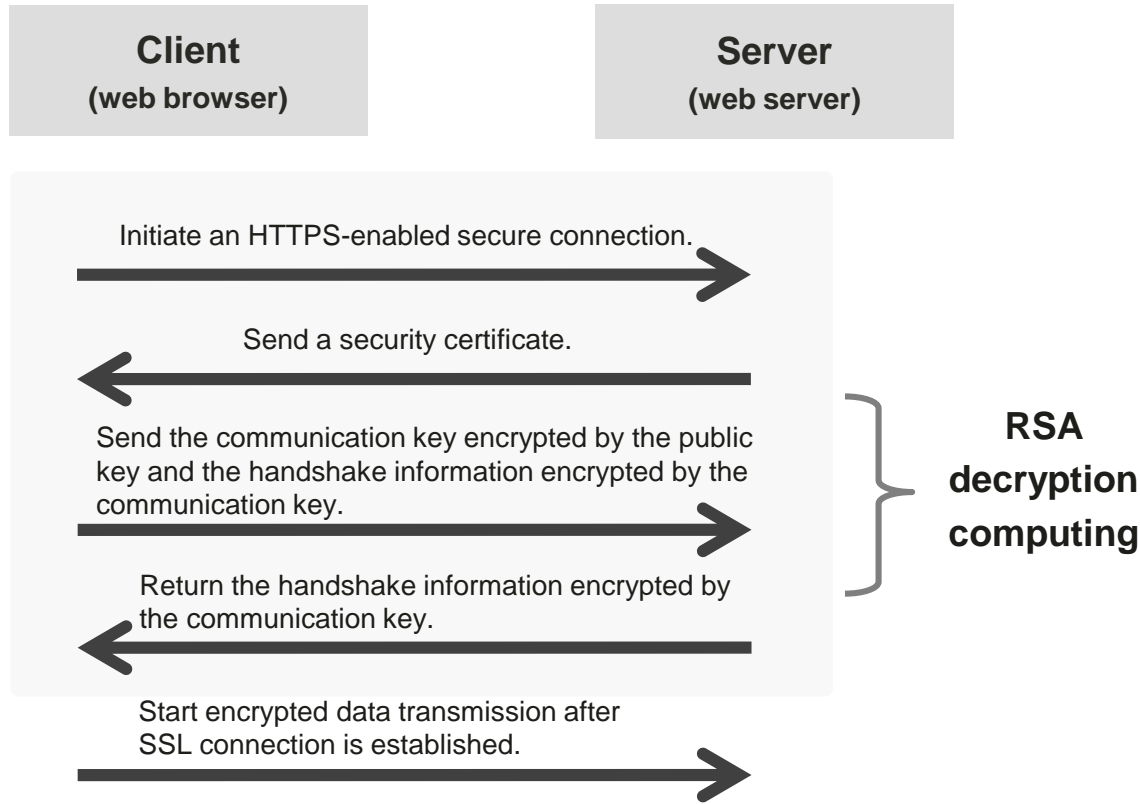 Client
(web browser)
Server
(web server)
Initiate an HTTPS-enabled secure connection.
Send a security certificate.
Send the communication key encrypted by the public
key and the handshake information encrypted by the
communication key.
RSA
decryption
computing
Return the handshake information encrypted by
the communication key.
Start encrypted data transmission after
SSL connection is established.